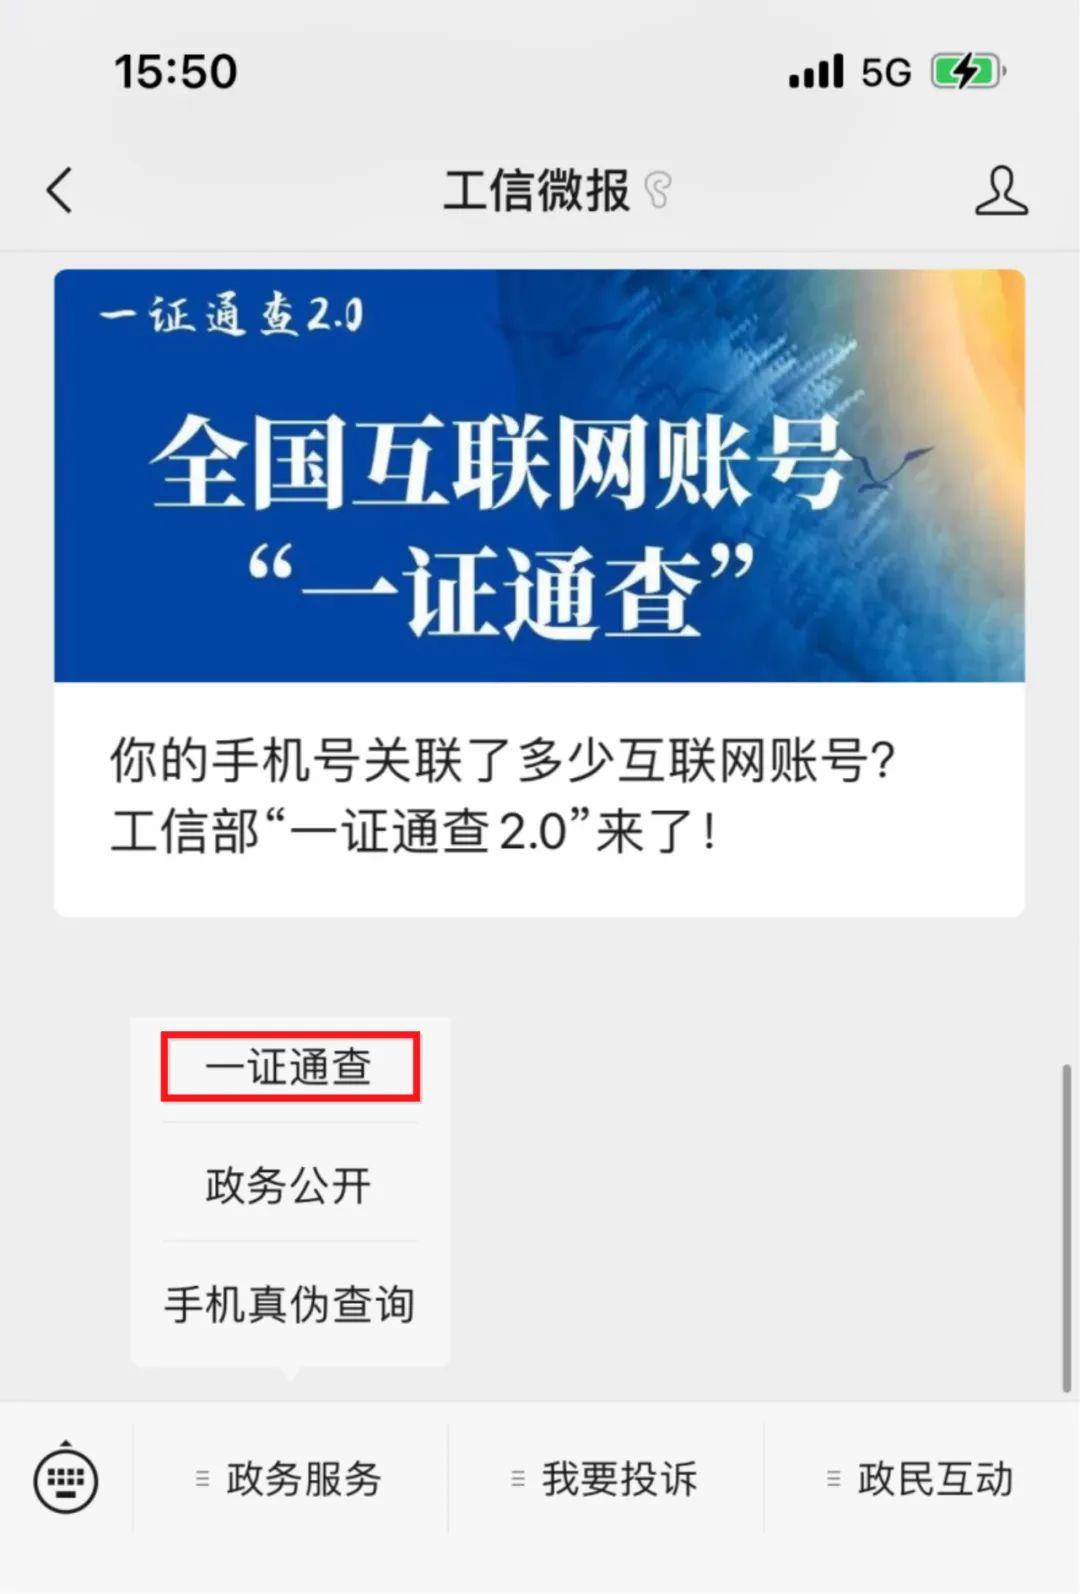 15:50
5G
工信微报
一证通查2.0
全国互联网账号
“一证通查”
你的手机号关联了多少互联网账号？
工信部“一证通查2.0”来了！
一证通查
政务公开
手机真伪查询
政务服务
我要投诉
政民互动